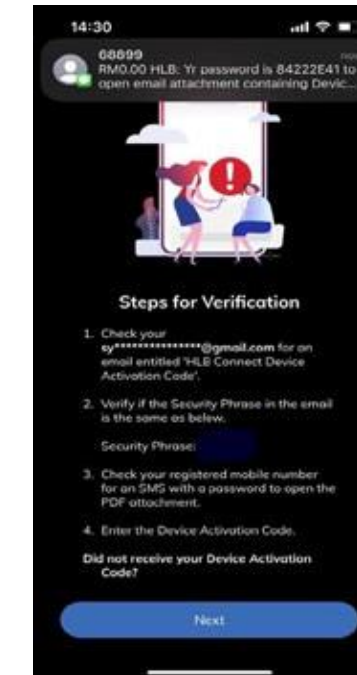 14:30
68899
now
RM0.00 HLB: Yr password is 84222E41 to
open email attachment containing Devic...
Steps for Verification
1. Check your
sy***************@gmail.com for an
email entitled 'HLB Connect Device
Activation Code'.
2. Verify if the Security Phrase in the email
is the same as below.
Security Phrase:
3. Check your registered mobile number
for an SMS with a password to open the
PDF attachment.
4. Enter the Device Activation Code.
Did not receive your Device Activation
Code?
Next